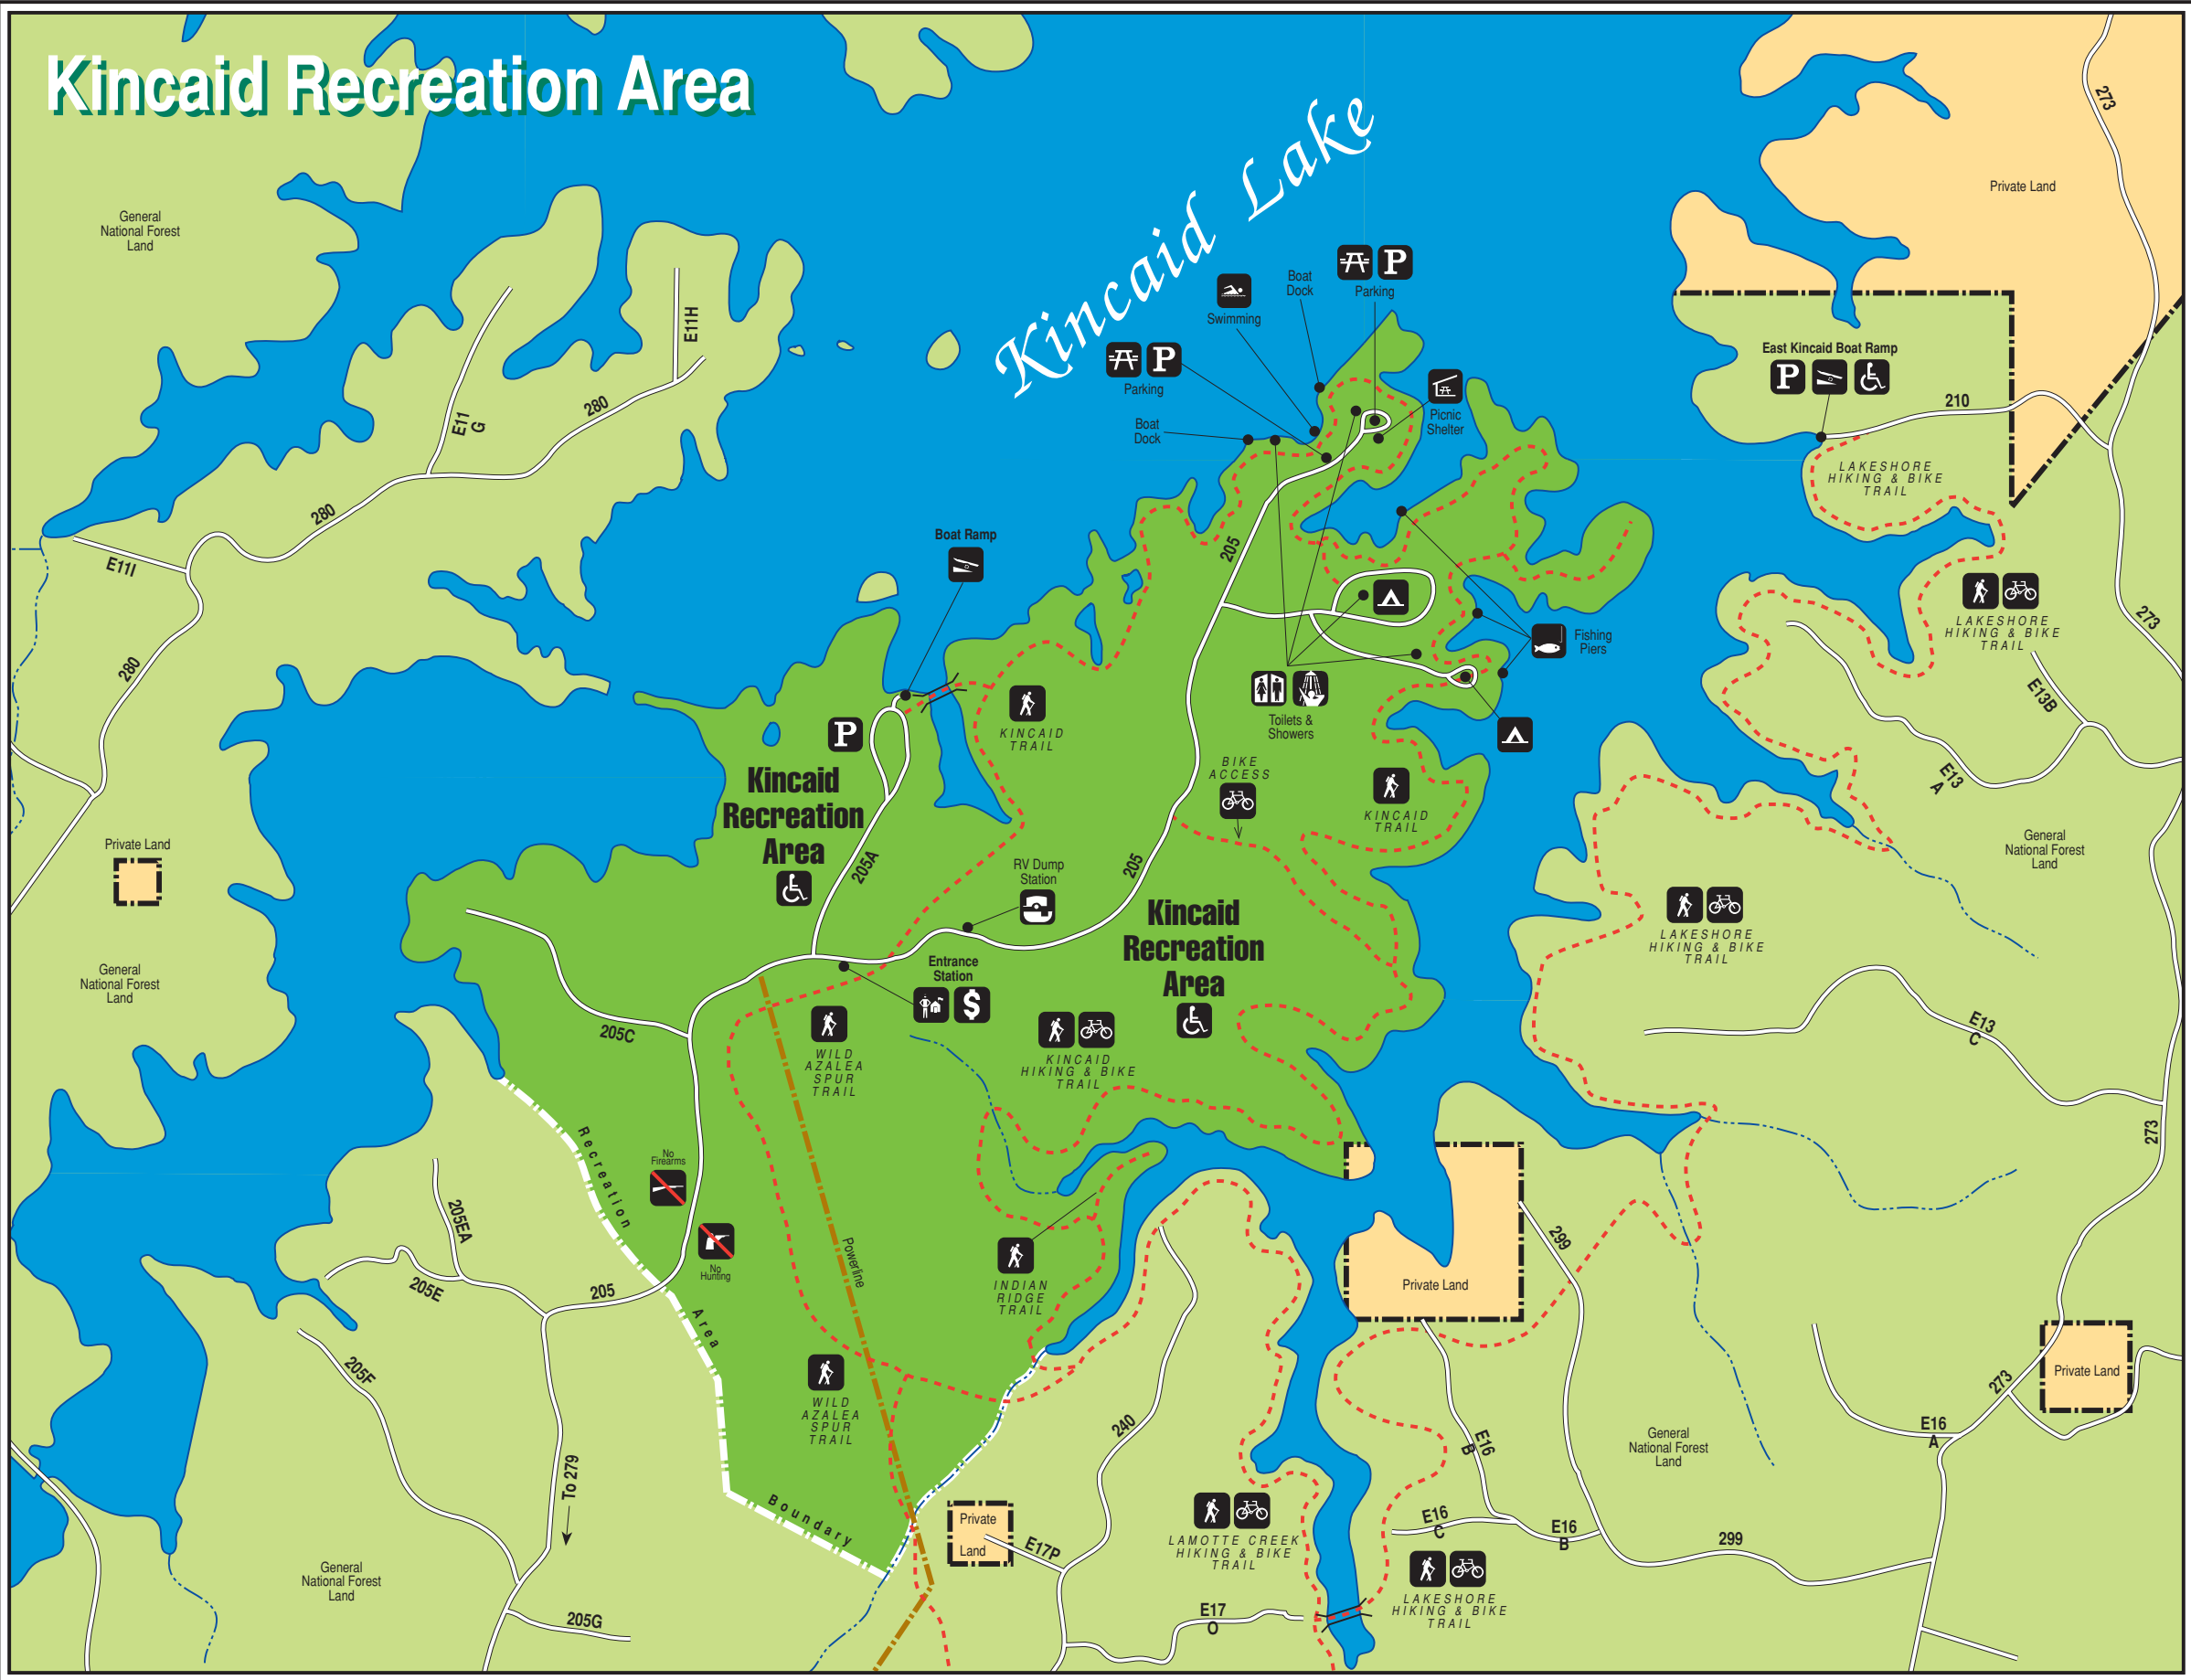 Kincaid Recreation Area
Kincaid Lake
General
National Forest
Land
Private Land
273
E11H
E11
G
280
280
E11I
280
Boat
Dock
P
Parking
Swimming
P
Parking
Boat
Dock
Picnic
Shelter
East Kincaid Boat Ramp
P
210
LAKESHORE
HIKING & BIKE
TRAIL
Boat Ramp
205
Fishing
Piers
LAKESHORE
HIKING & BIKE
TRAIL
273
E13B
E13
A
P
KINCAID
TRAIL
Toilets &
Showers
BIKE
ACCESS
KINCAID
TRAIL
Kincaid
Recreation
Area
205A
RV Dump
Station
205
Private Land
General
National Forest
Land
General
National Forest
Land
Kincaid
Recreation
Area
LAKESHORE
HIKING & BIKE
TRAIL
Entrance
Station
$
205C
WILD
AZALEA
SPUR
TRAIL
KINCAID
HIKING & BIKE
TRAIL
E13
C
273
Recreation
Area
Boundary
No
Firearms
No
Hunting
Powerline
205EA
205E
205
INDIAN
RIDGE
TRAIL
299
Private Land
205F
WILD
AZALEA
SPUR
TRAIL
240
E16
B
General
National Forest
Land
E16
A
273
Private Land
To 279
Private
Land
E17P
LAMOTTE CREEK
HIKING & BIKE
TRAIL
E16
C
E16
B
299
General
National Forest
Land
205G
E17
O
LAKESHORE
HIKING & BIKE
TRAIL